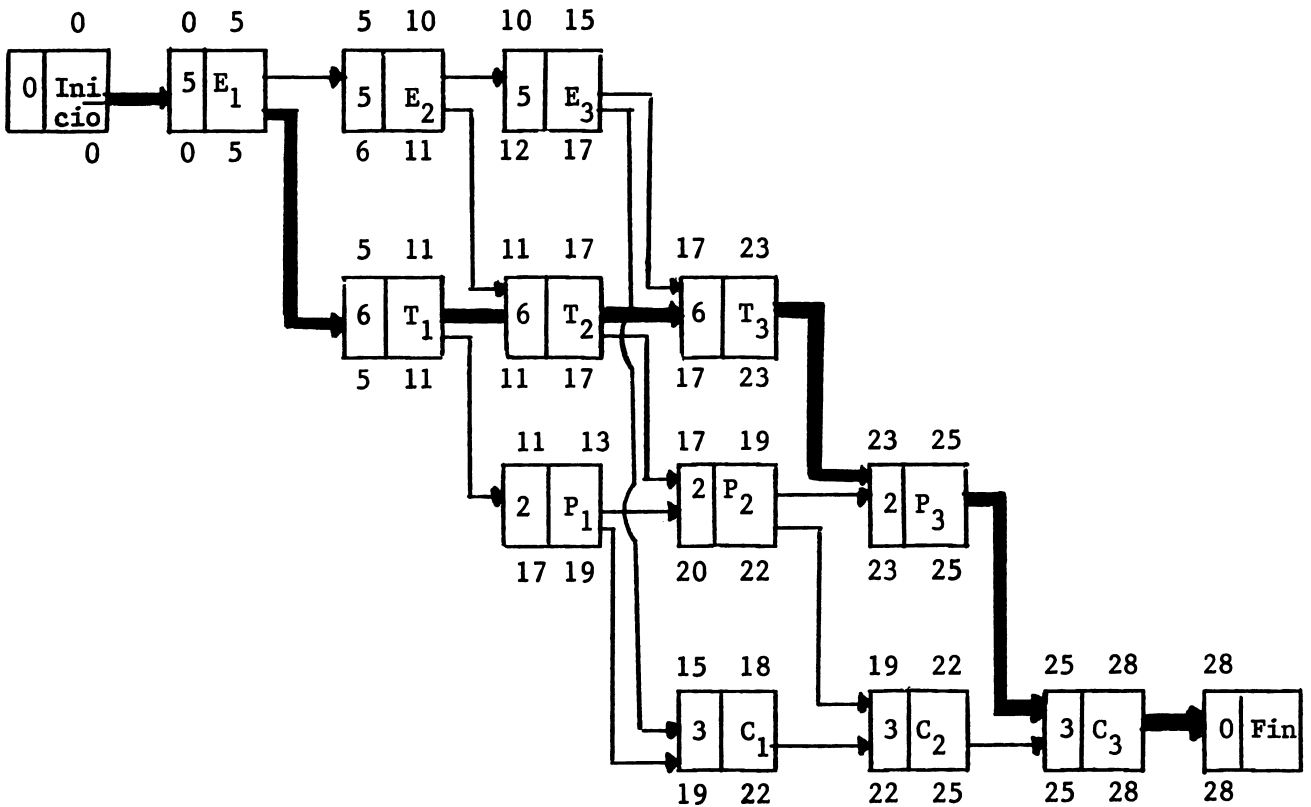 0 0 5 5 10 10 15
0 Ini 5 E1 5 E2 5 E3
cio
0 0 5 6 11 12 17
5 11 11 17 17 23
6 T1 6 T2 6 T3
5 11 11 17 17 23
11 13 17 19 23 25
2 P1 2 P2 2 P3
17 19 20 22 23 25
15 18 19 22 25 28 28
3 C1 3 C2 3 C3 0 Fin
19 22 22 25 25 28 28